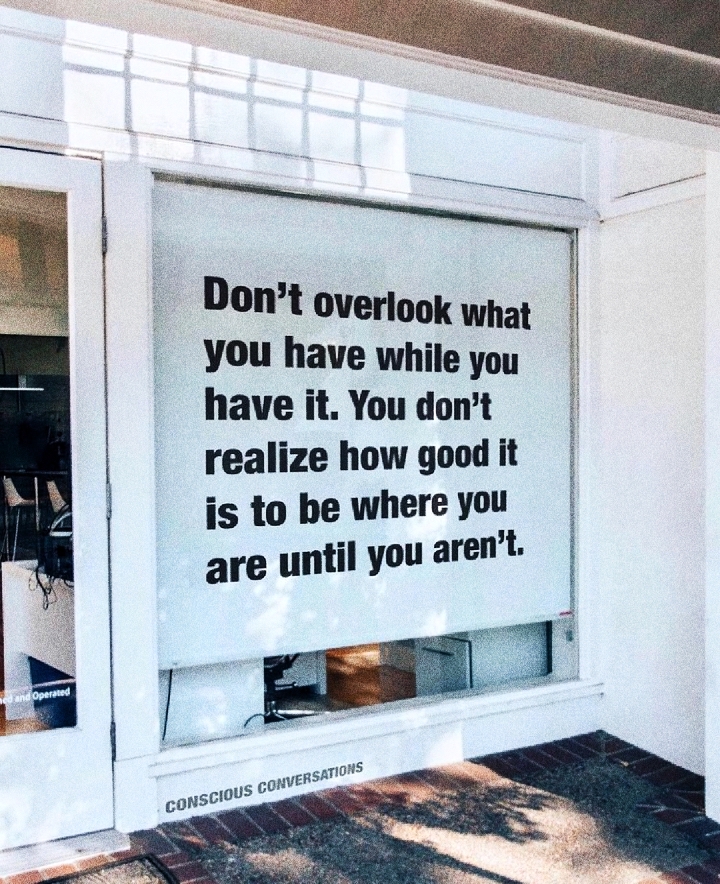 Don't overlook what
you have while you
have it. You don't
realize how good it
is to be where you
are until you aren't.
and Operated
CONSCIOUS CONVERSATIONS